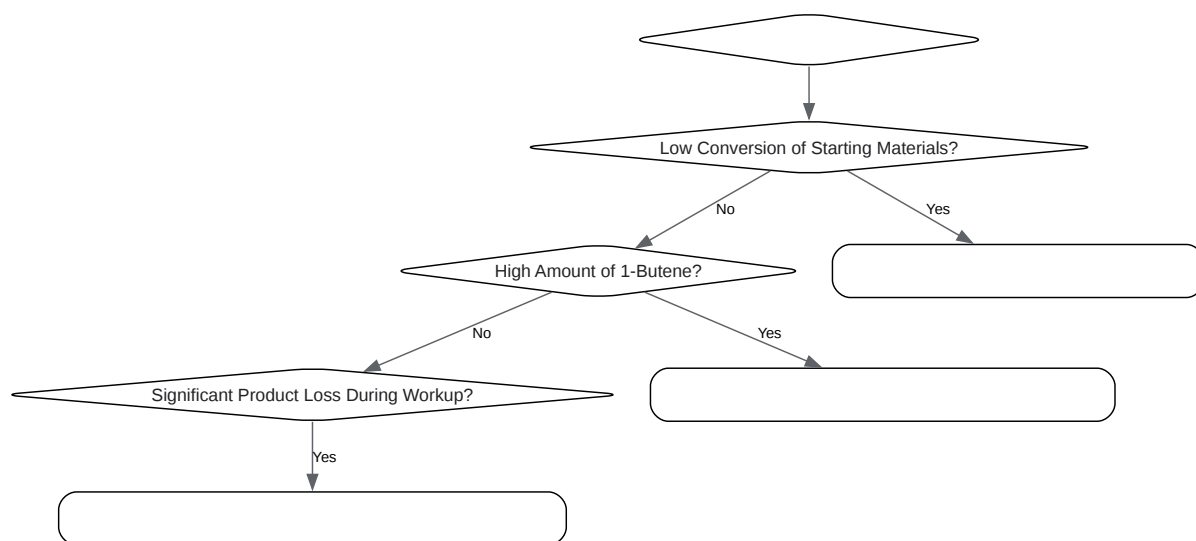 Low Conversion of Starting Materials?
No
Yes
High Amount of 1-Butene?
No
Yes
Significant Product Loss During Workup?
Yes